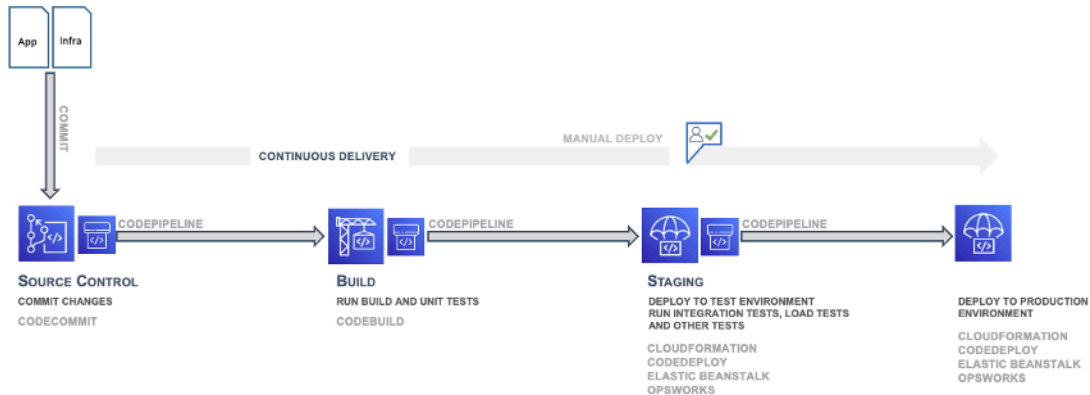 App
Infra
COMMIT
MANUAL DEPLOY
CONTINUOUS DELIVERY
CODEPIPELINE
CODEPIPELINE
CODEPIPELINE
SOURCE CONTROL
COMMIT CHANGES
CODECOMMIT
BUILD
RUN BUILD AND UNIT TESTS
CODEBUILD
STAGING
DEPLOY TO TEST ENVIRONMENT
RUN INTEGRATION TESTS, LOAD TESTS
AND OTHER TESTS
CLOUDFORMATION
CODEDEPLOY
ELASTIC BEANSTALK
OPSWORKS
DEPLOY TO PRODUCTION
ENVIRONMENT
CLOUDFORMATION
CODEDEPLOY
ELASTIC BEANSTALK
OPSWORKS